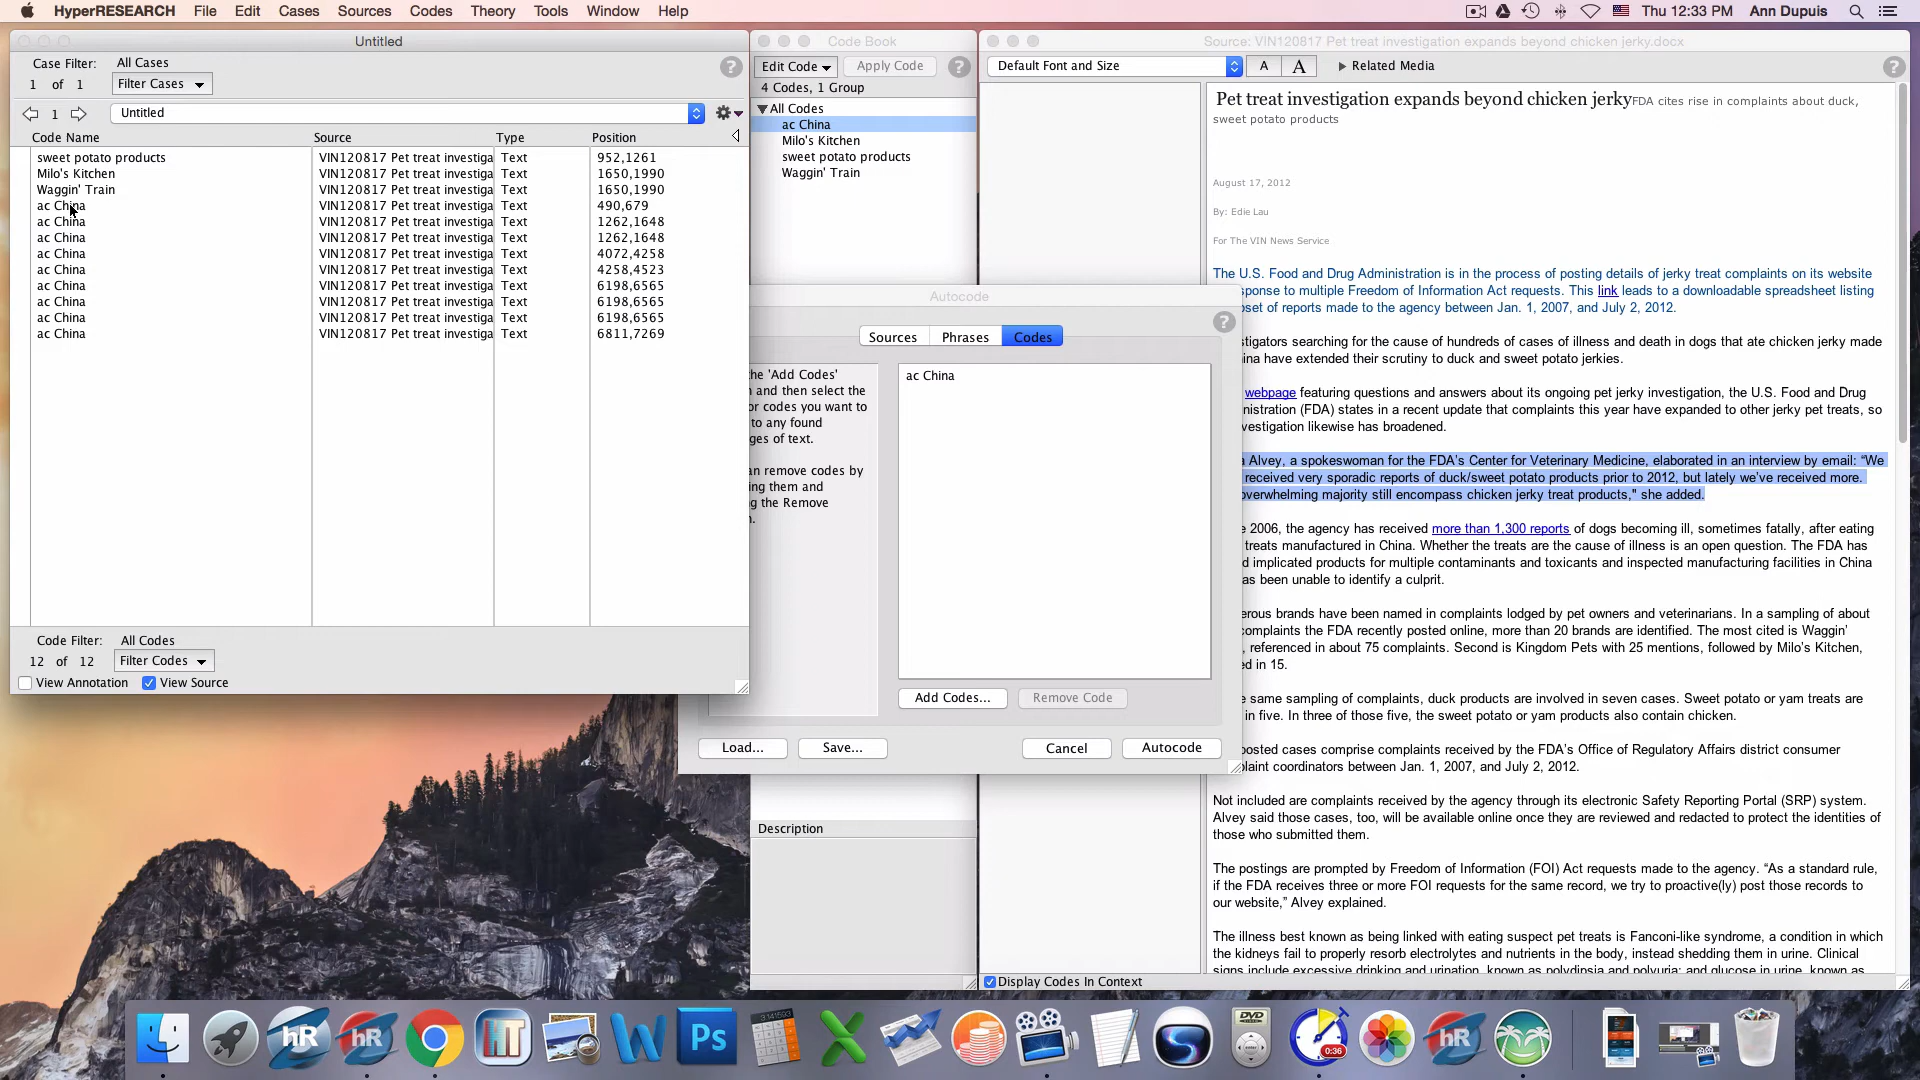 HyperRESEARCH File Edit Cases Sources Codes Theory Tools Window Help Thu 12:33 PM Ann Dupuis
Untitled
Case Filter: All Cases
1 of 1 Filter Cases
1 Untitled
Code Name Source Type Position
sweet potato products VIN120817 Pet treat investiga Text 952,1261
Milo's Kitchen VIN120817 Pet treat investiga Text 1650,1990
Waggin' Train VIN120817 Pet treat investiga Text 1650,1990
ac China VIN120817 Pet treat investiga Text 490,679
ac China VIN120817 Pet treat investiga Text 1262,1648
ac China VIN120817 Pet treat investiga Text 1262,1648
ac China VIN120817 Pet treat investiga Text 4072,4258
ac China VIN120817 Pet treat investiga Text 4258,4523
ac China VIN120817 Pet treat investiga Text 6198,6565
ac China VIN120817 Pet treat investiga Text 6198,6565
ac China VIN120817 Pet treat investiga Text 6198,6565
ac China VIN120817 Pet treat investiga Text 6811,7269
Code Filter: All Codes
12 of 12 Filter Codes
View Annotation View Source
Code Book
Edit Code Apply Code ?
4 Codes, 1 Group
All Codes
ac China
Milo's Kitchen
sweet potato products
Waggin' Train
Description
Autocode
Sources Phrases Codes
he 'Add Codes'
n and then select the
or codes you want to
to any found
ges of text.
an remove codes by
ing them and
g the Remove
n.
ac China
Add Codes... Remove Code
Load... Save... Cancel Autocode
Source: VIN120817 Pet treat investigation expands beyond chicken jerky.docx
Default Font and Size A A Related Media
Pet treat investigation expands beyond chicken jerkyFDA cites rise in complaints about duck,
sweet potato products
August 17, 2012
By: Edie Lau
For The VIN News Service
The U.S. Food and Drug Administration is in the process of posting details of jerky treat complaints on its website
sponse to multiple Freedom of Information Act requests. This link leads to a downloadable spreadsheet listing
set of reports made to the agency between Jan. 1, 2007, and July 2, 2012.
stigators searching for the cause of hundreds of cases of illness and death in dogs that ate chicken jerky made
ina have extended their scrutiny to duck and sweet potato jerkies.
webpage featuring questions and answers about its ongoing pet jerky investigation, the U.S. Food and Drug
nistration (FDA) states in a recent update that complaints this year have expanded to other jerky pet treats, so
vestigation likewise has broadened.
a Alvey, a spokeswoman for the FDA's Center for Veterinary Medicine, elaborated in an interview by email: “We
received very sporadic reports of duck/sweet potato products prior to 2012, but lately we've received more.
overwhelming majority still encompass chicken jerky treat products," she added.
e 2006, the agency has received more than 1,300 reports of dogs becoming ill, sometimes fatally, after eating
treats manufactured in China. Whether the treats are the cause of illness is an open question. The FDA has
d implicated products for multiple contaminants and toxicants and inspected manufacturing facilities in China
as been unable to identify a culprit.
erous brands have been named in complaints lodged by pet owners and veterinarians. In a sampling of about
complaints the FDA recently posted online, more than 20 brands are identified. The most cited is Waggin'
, referenced in about 75 complaints. Second is Kingdom Pets with 25 mentions, followed by Milo's Kitchen,
ed in 15.
e same sampling of complaints, duck products are involved in seven cases. Sweet potato or yam treats are
in five. In three of those five, the sweet potato or yam products also contain chicken.
posted cases comprise complaints received by the FDA's Office of Regulatory Affairs district consumer
plaint coordinators between Jan. 1, 2007, and July 2, 2012.
Not included are complaints received by the agency through its electronic Safety Reporting Portal (SRP) system.
Alvey said those cases, too, will be available online once they are reviewed and redacted to protect the identities of
those who submitted them.
The postings are prompted by Freedom of Information (FOI) Act requests made to the agency. “As a standard rule,
if the FDA receives three or more FOI requests for the same record, we try to proactive(ly) post those records to
our website,” Alvey explained.
The illness best known as being linked with eating suspect pet treats is Fanconi-like syndrome, a condition in which
the kidneys fail to properly resorb electrolytes and nutrients in the body, instead shedding them in urine. Clinical
signs include excessive drinking and urination, known as polydipsia and polyuria; and glucose in urine, known as
Display Codes In Context
hR hR HT W Ps 3.141593 X DVD 0:36 hR